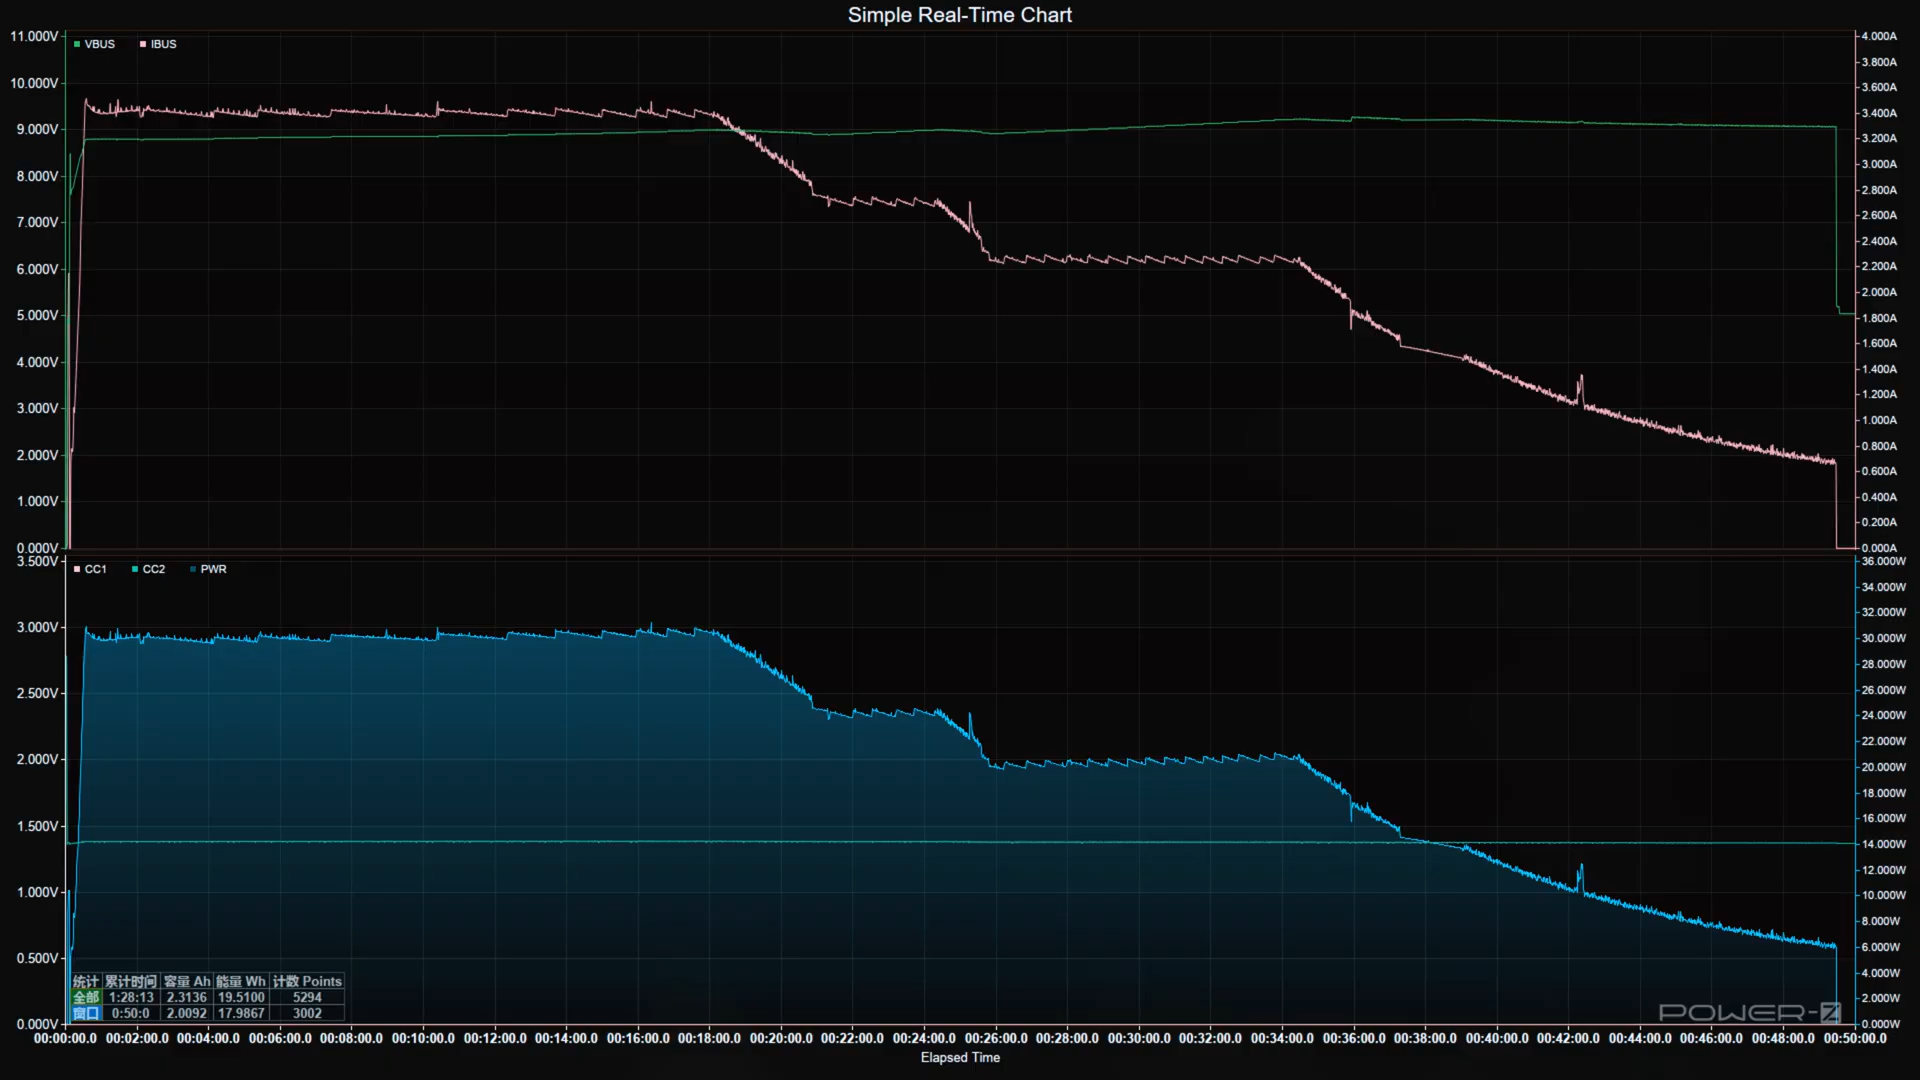 Simple Real-Time Chart
VBUS IBUS
11.000V
10.000V
9.000V
8.000V
7.000V
6.000V
5.000V
4.000V
3.000V
2.000V
1.000V
0.000V
4.000A
3.800A
3.600A
3.400A
3.200A
3.000A
2.800A
2.600A
2.400A
2.200A
2.000A
1.800A
1.600A
1.400A
1.200A
1.000A
0.800A
0.600A
0.400A
0.200A
0.000A
CC1 CC2 PWR
3.500V
3.000V
2.500V
2.000V
1.500V
1.000V
0.500V
0.000V
36.000W
34.000W
32.000W
30.000W
28.000W
26.000W
24.000W
22.000W
20.000W
18.000W
16.000W
14.000W
12.000W
10.000W
8.000W
6.000W
4.000W
2.000W
0.000W
统计 累计时间 容量 Ah 能量 Wh 计数 Points
全部 1:28:13 2.3136 19.5100 5294
窗口 0:50:0 2.0092 17.9867 3002
POWER-Z
00:00:00.0 00:02:00.0 00:04:00.0 00:06:00.0 00:08:00.0 00:10:00.0 00:12:00.0 00:14:00.0 00:16:00.0 00:18:00.0 00:20:00.0 00:22:00.0 00:24:00.0 00:26:00.0 00:28:00.0 00:30:00.0 00:32:00.0 00:34:00.0 00:36:00.0 00:38:00.0 00:40:00.0 00:42:00.0 00:44:00.0 00:46:00.0 00:48:00.0 00:50:00.0
Elapsed Time